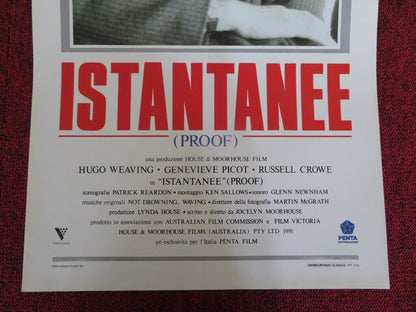 ISTANTANEE
(PROOF)
una produzione HOUSE & MOORHOUSE FILM
HUGO WEAVING • GENEVIEVE PICOT • RUSSELL CROWE
in "ISTANTANEE" (PROOF)
scenografie PATRICK REARDON • montaggio KEN SALLOWS • sonoro GLENN NEWNHAM
musiche originali NOT DROWNING, WAVING • direttore della fotografia MARTIN McGRATH
produttore LYNDA HOUSE • scritto e diretto da JOCELYN MOORHOUSE
prodotto in associazione con AUSTRALIAN FILM COMMISSION e FILM VICTORIA
HOUSE & MOORHOUSE FILMS (AUSTRALIA) PTY LTD 1991
un'esclusività per l'Italia PENTA FILM
PENTA